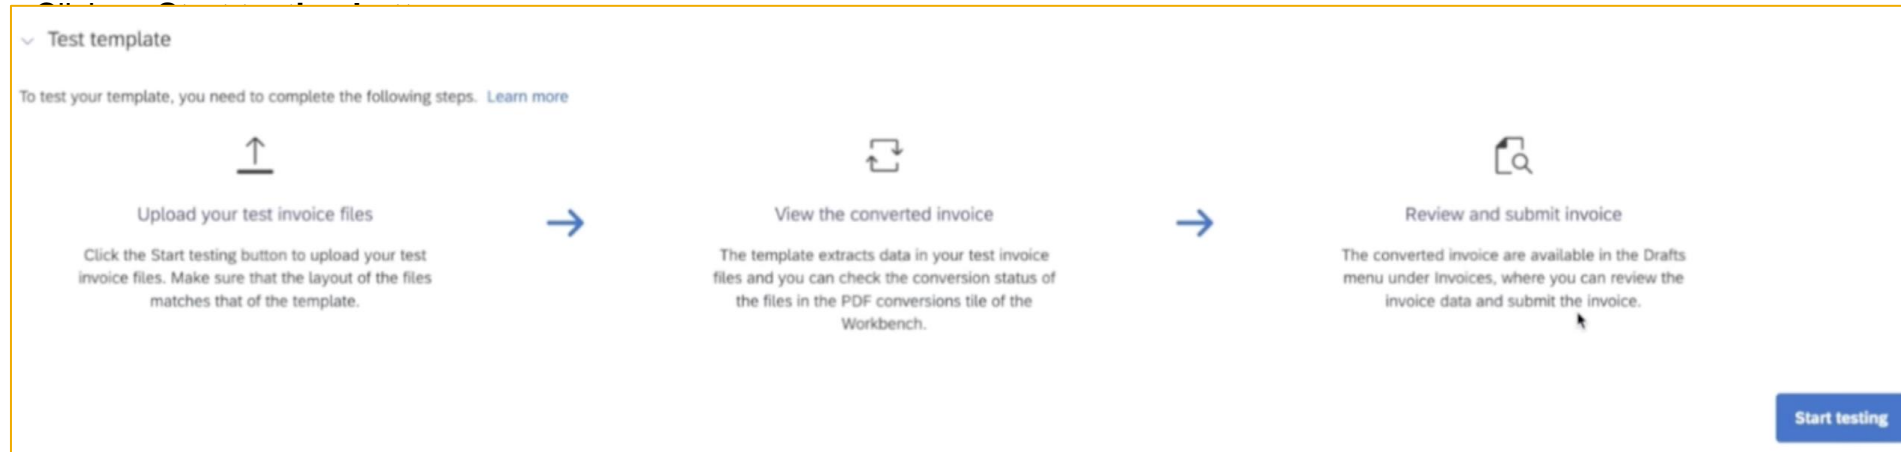 Test template
To test your template, you need to complete the following steps. Learn more
Upload your test invoice files
Click the Start testing button to upload your test
invoice files. Make sure that the layout of the files
matches that of the template.
View the converted invoice
The template extracts data in your test invoice
files and you can check the conversion status of
the files in the PDF conversions tile of the
Workbench.
Review and submit invoice
The converted invoice are available in the Drafts
menu under Invoices, where you can review the
invoice data and submit the invoice.
Start testing